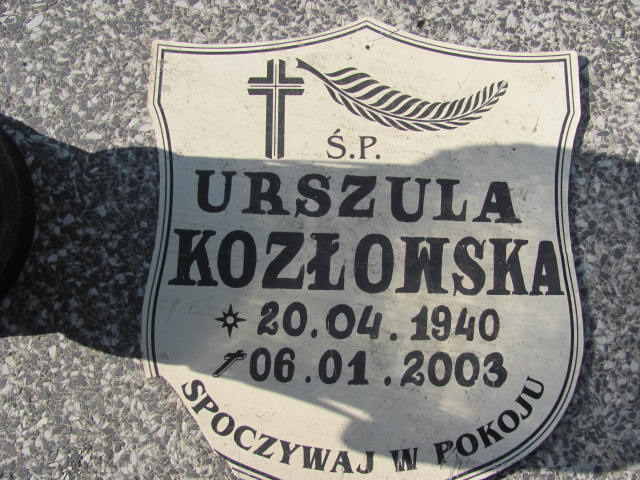 Ś.P.
URSZULA
KOZŁOWSKA
20.04.1940
06.01.2003
SPOCZYWAJ W POKOJU